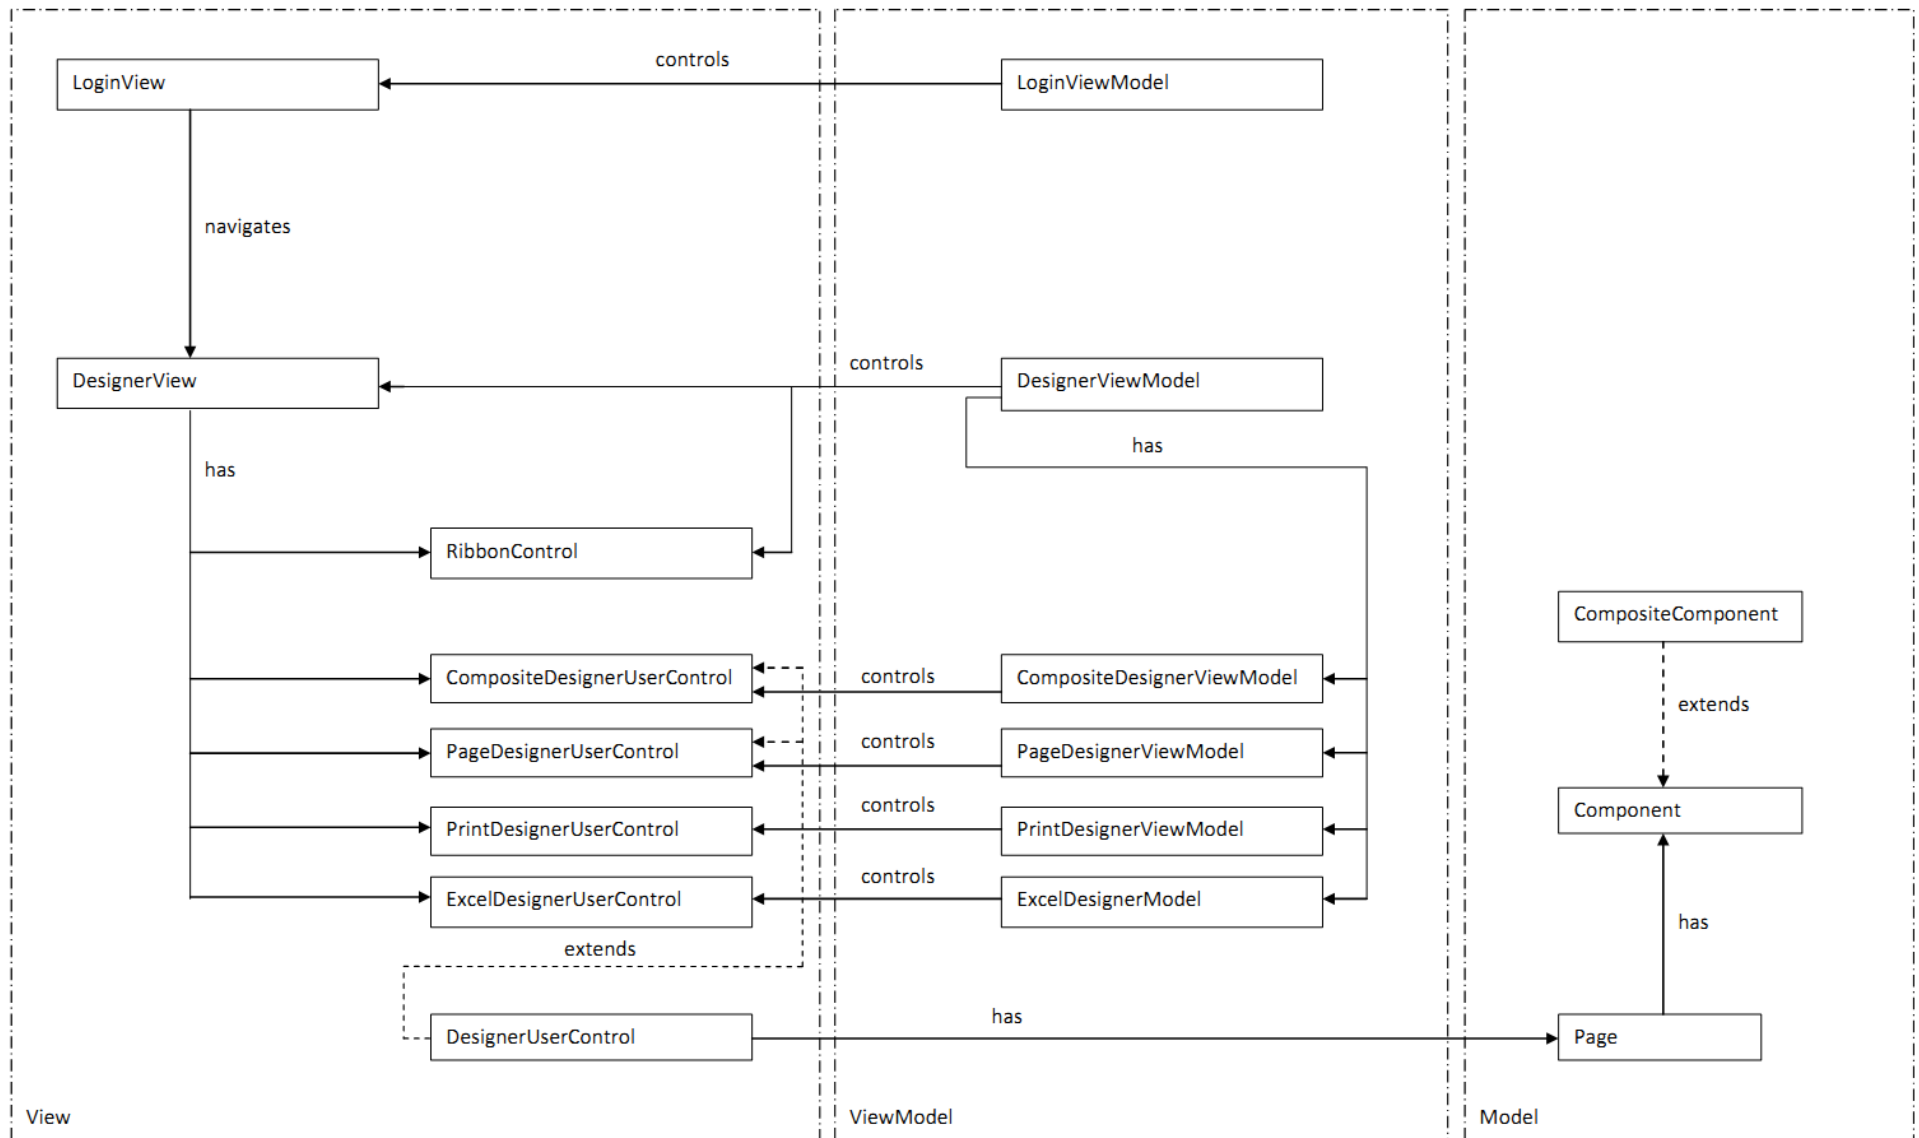 controls
LoginView
LoginViewModel
navigates
controls
DesignerView
DesignerViewModel
has
has
RibbonControl
CompositeComponent
controls
CompositeDesignerUserControl
CompositeDesignerViewModel
extends
controls
PageDesignerUserControl
PageDesignerViewModel
controls
Component
PrintDesignerUserControl
PrintDesignerViewModel
controls
ExcelDesignerUserControl
ExcelDesignerModel
has
extends
has
DesignerUserControl
Page
View
ViewModel
Model